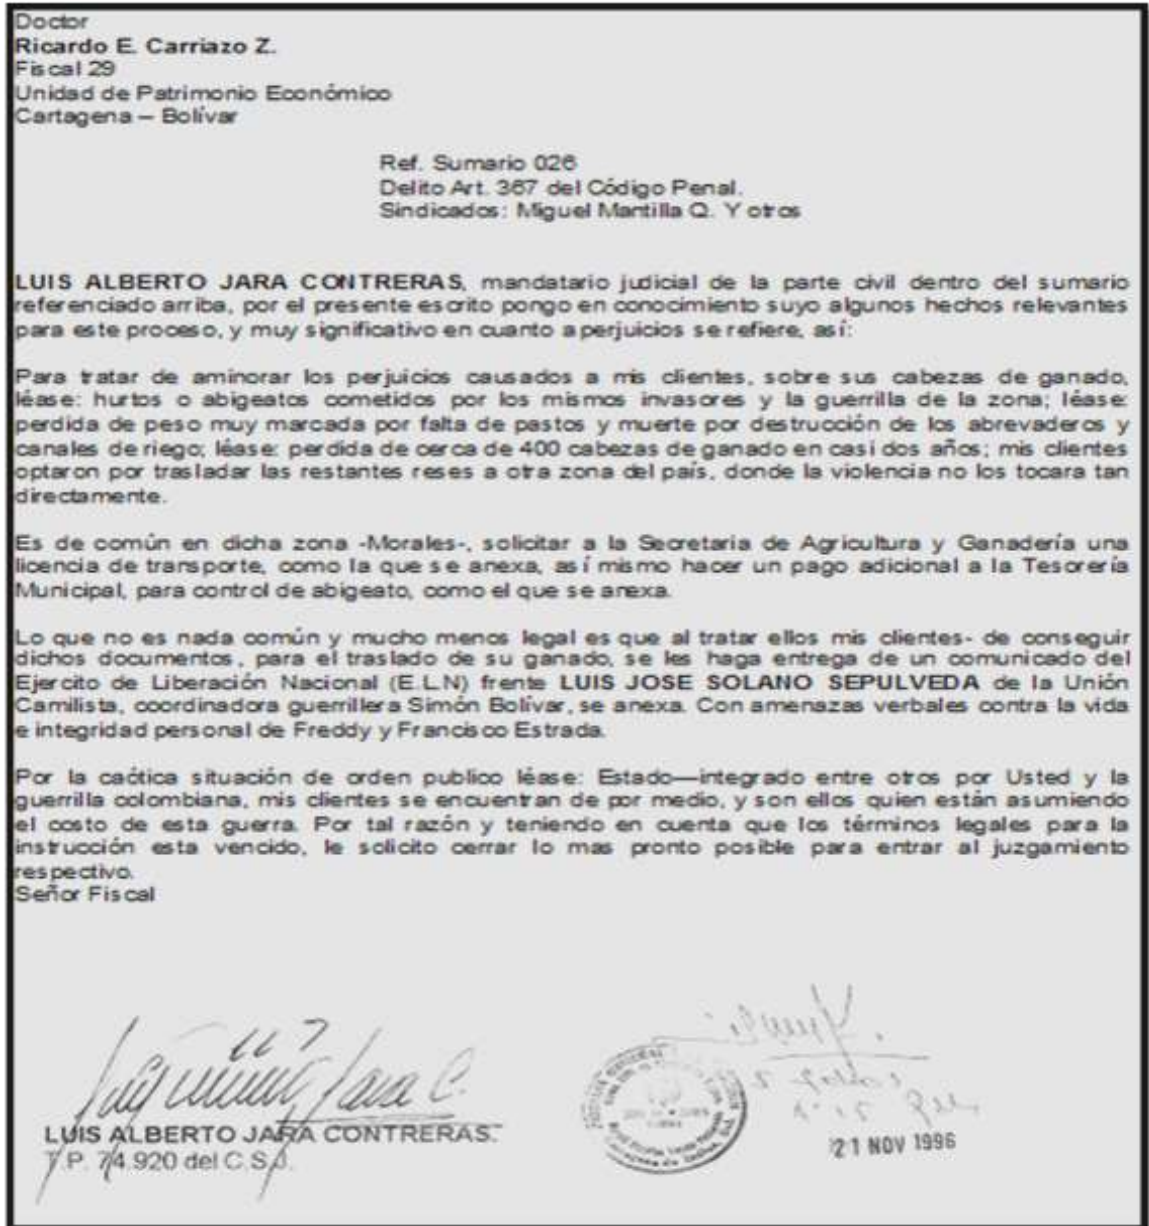 Doctor
Ricardo E. Carriazo Z.
Fiscal 29
Unidad de Patrimonio Económico
Cartagena – Bolívar
Ref. Sumario 026
Delito Art. 367 del Código Penal.
Sindicados: Miguel Mantilla Q. Y otros
LUIS ALBERTO JARA CONTRERAS, mandatario judicial de la parte civil dentro del sumario
referenciado arriba, por el presente escrito pongo en conocimiento suyo algunos hechos relevantes
para este proceso, y muy significativo en cuanto a perjuicios se refiere, así:
Para tratar de aminorar los perjuicios causados a mis clientes, sobre sus cabezas de ganado,
léase: hurtos o abigeatos cometidos por los mismos invasores y la guerrilla de la zona; léase:
perdida de peso muy marcada por falta de pastos y muerte por destrucción de los abrevaderos y
canales de riego; léase: perdida de cerca de 400 cabezas de ganado en casi dos años; mis clientes
optaron por trasladar las restantes reses a otra zona del país, donde la violencia no los tocara tan
directamente.
Es de común en dicha zona -Morales-, solicitar a la Secretaria de Agricultura y Ganadería una
licencia de transporte, como la que se anexa, así mismo hacer un pago adicional a la Tesorería
Municipal, para control de abigeato, como el que se anexa.
Lo que no es nada común y mucho menos legal es que al tratar ellos mis clientes- de conseguir
dichos documentos, para el traslado de su ganado, se les haga entrega de un comunicado del
Ejercito de Liberación Nacional (E.L.N) frente LUIS JOSE SOLANO SEPULVEDA de la Unión
Camilista, coordinadora guerrillera Simón Bolívar, se anexa. Con amenazas verbales contra la vida
e integridad personal de Freddy y Francisco Estrada.
Por la caótica situación de orden publico léase: Estado—integrado entre otros por Usted y la
guerrilla colombiana, mis clientes se encuentran de por medio, y son ellos quien están asumiendo
el costo de esta guerra. Por tal razón y teniendo en cuenta que los términos legales para la
instrucción esta vencido, le solicito cerrar lo mas pronto posible para entrar al juzgamiento
respectivo.
Señor Fiscal
LUIS ALBERTO JARA CONTRERAS.
T.P. 74.920 del C.S.J.
21 NOV 1996